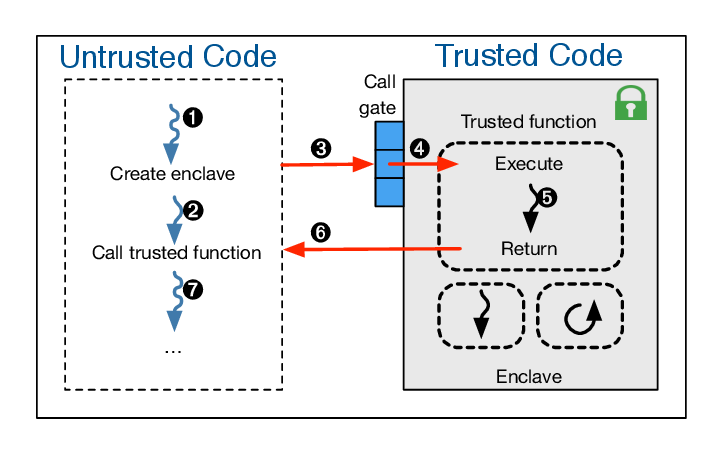 Untrusted Code
Trusted Code
Call
gate
❶
Create enclave
❷
Call trusted function
❼
...
❸
❹
❻
Trusted function
Execute
❺
Return
Enclave